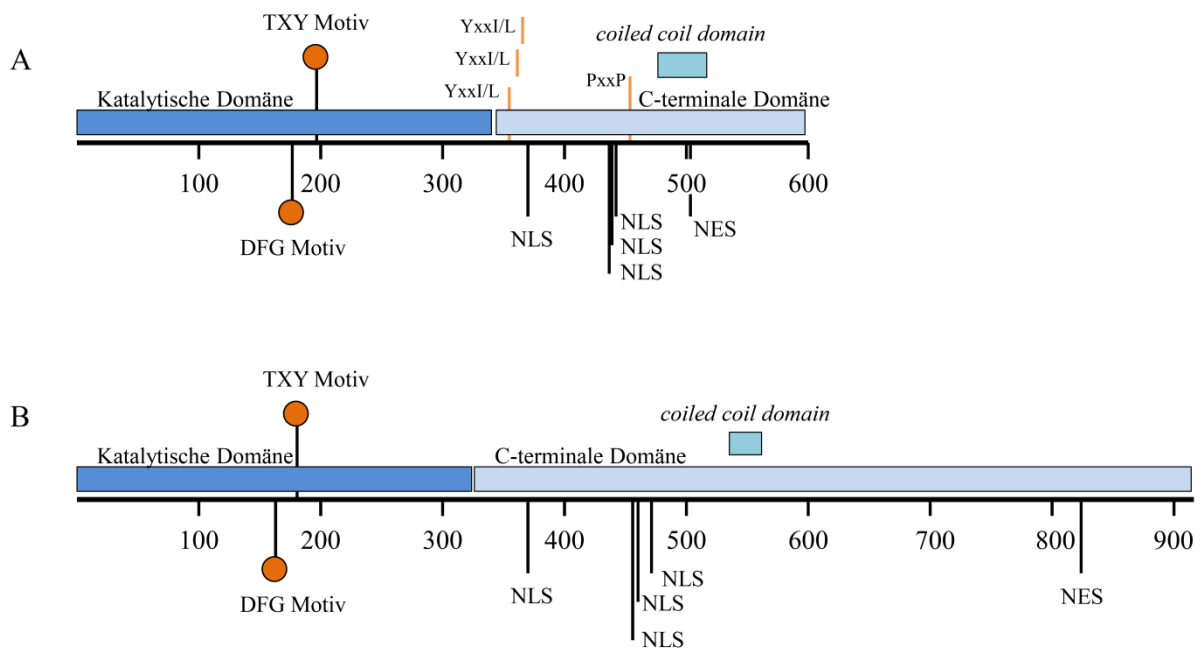 YxxI/L
TXY Motiv
coiled coil domain
A
YxxI/L
PxxP
YxxI/L
Katalytische Domäne
C-terminale Domäne
100 200 300 400 500 600
NLS
NES
NLS
DFG Motiv
NLS
NLS
TXY Motiv
B
coiled coil domain
Katalytische Domäne
C-terminale Domäne
100 200 300 400 500 600 700 800 900
NLS
NLS
NES
NLS
DFG Motiv
NLS